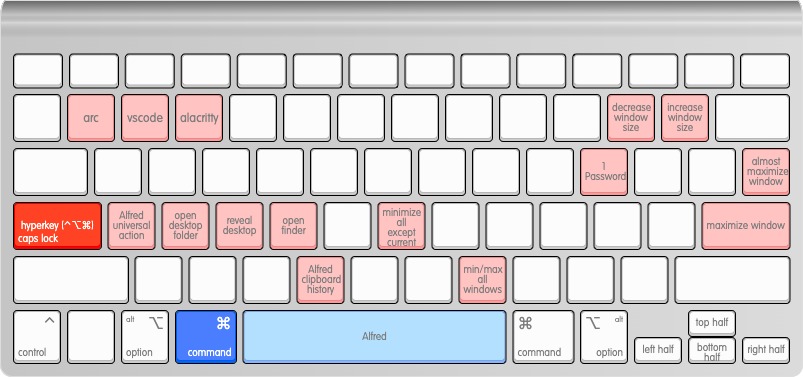 arc
vscode
alacritty
decrease
window
size
increase
window
size
1
Password
almost
maximize
window
hyperkey (^⌥⌘)
caps lock
Alfred
universal
action
open
desktop
folder
reveal
desktop
open
finder
minimize
all
except
current
maximize window
Alfred
clipboard
history
min/max
all
windows
^
control
alt ⌥
option
⌘
command
Alfred
⌘
command
⌥ alt
option
left half
top half
bottom
half
right half